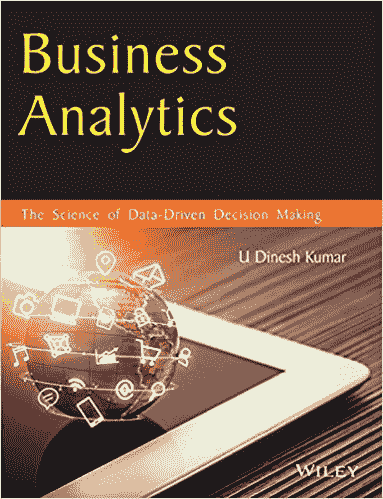 Business
Analytics
The Science of Data-Driven Decision Making
U Dinesh Kumar
WILEY